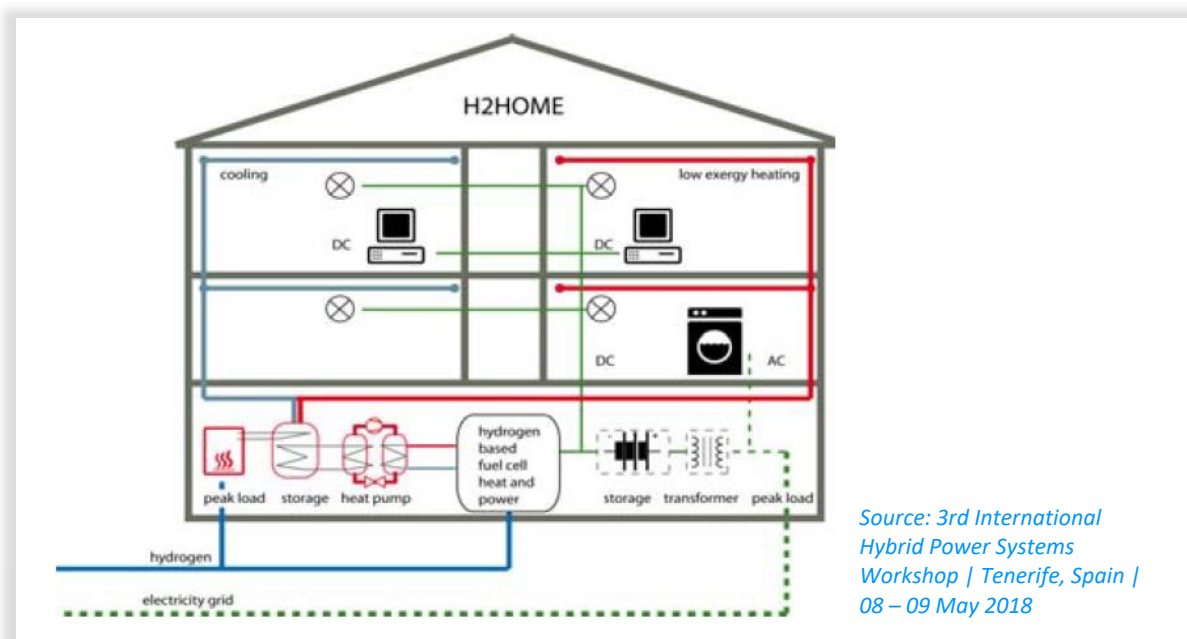 H2HOME
cooling
low exergy heating
DC
DC
DC
AC
hydrogen
based
fuel cell
heat and
power
peak load
storage
heat pump
storage
transformer
peak load
hydrogen
electricity grid
Source: 3rd International
Hybrid Power Systems
Workshop | Tenerife, Spain |
08 – 09 May 2018